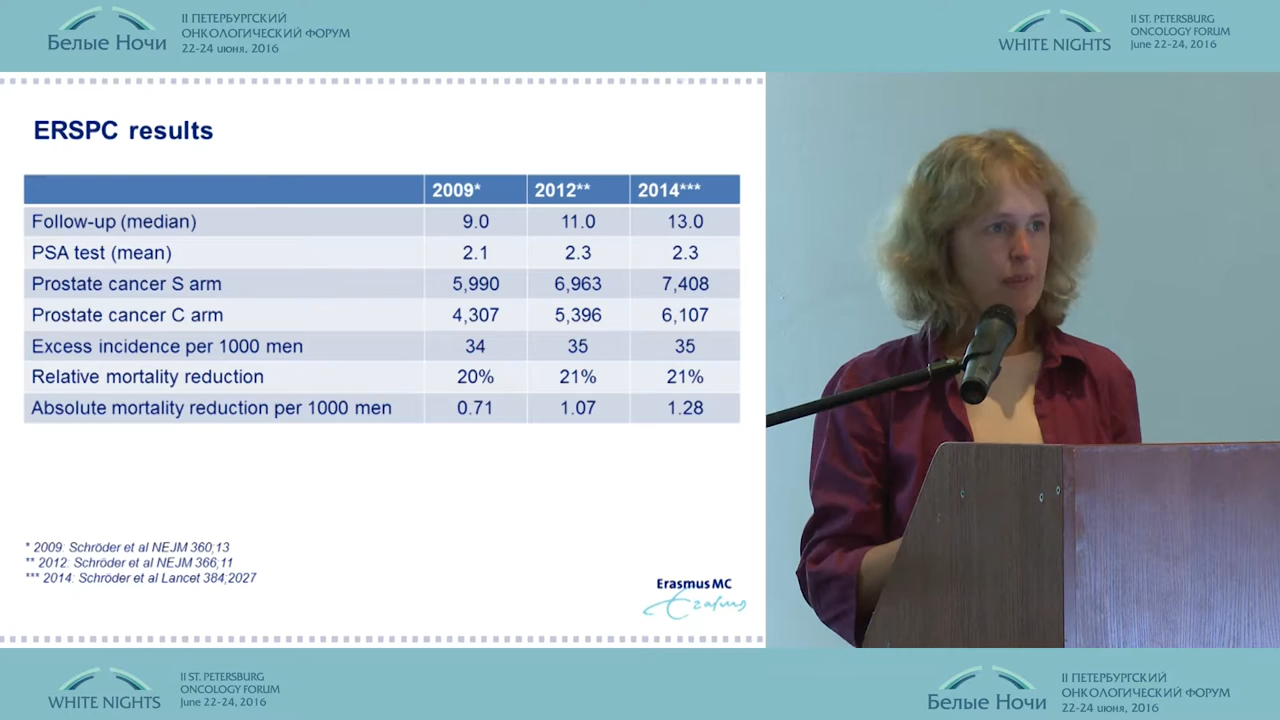 Белые Ночи
II ПЕТЕРБУРГСКИЙ
ОНКОЛОГИЧЕСКИЙ ФОРУМ
22-24 июня, 2016
WHITE NIGHTS
II ST. PETERSBURG
ONCOLOGY FORUM
June 22-24, 2016
ERSPC results
2009* 2012** 2014***
Follow-up (median) 9.0 11.0 13.0
PSA test (mean) 2.1 2.3 2.3
Prostate cancer S arm 5,990 6,963 7,408
Prostate cancer C arm 4,307 5,396 6,107
Excess incidence per 1000 men 34 35 35
Relative mortality reduction 20% 21% 21%
Absolute mortality reduction per 1000 men 0.71 1.07 1.28
* 2009: Schröder et al NEJM 360;13
** 2012: Schröder et al NEJM 366;11
*** 2014: Schröder et al Lancet 384;2027
Erasmus MC
Erasmus
WHITE NIGHTS
II ST. PETERSBURG
ONCOLOGY FORUM
June 22-24, 2016
Белые Ночи
II ПЕТЕРБУРГСКИЙ
ОНКОЛОГИЧЕСКИЙ ФОРУМ
22-24 июня, 2016